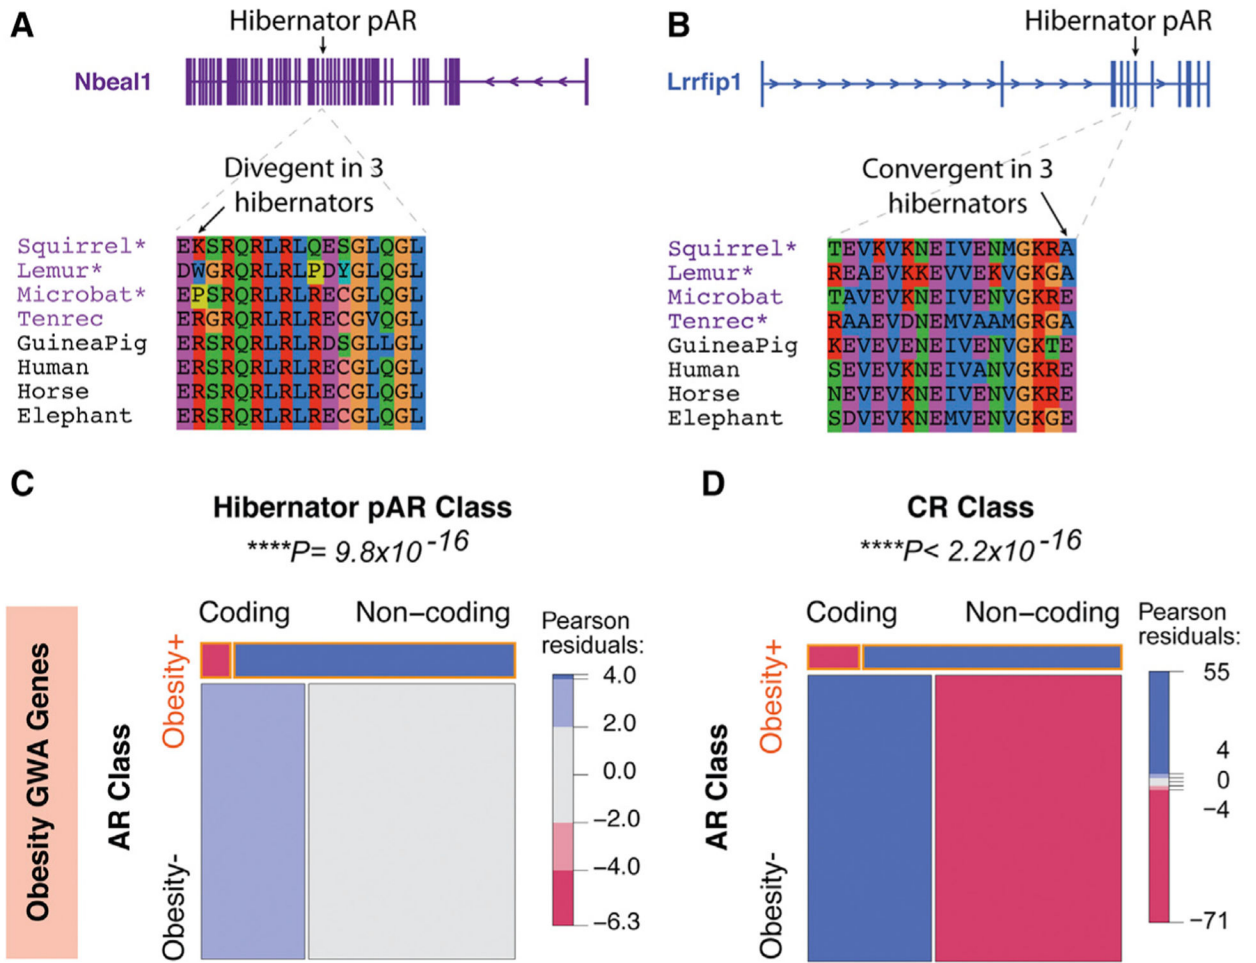 A
Hibernator pAR
Nbeal1
Divegent in 3
hibernators
Squirrel* EKSRQRLRLQESGLQGL
Lemur* DWGRQRLRLPDYGLQGL
Microbat* EPSRQRLRLRECGLQGL
Tenrec ERGRQRLRLRECGVQGL
GuineaPig ERSRQRLRLRDSGLLGL
Human ERSRQRLRLRECGLQGL
Horse ERSRQRLRLRECGLQGL
Elephant ERSRQRLRLRECGLQGL
B
Hibernator pAR
Lrrfip1
Convergent in 3
hibernators
Squirrel* TEVKVKNEIVENMGKRA
Lemur* REAEVKKEVVEKVGKGA
Microbat TAVEVKNEIVENVGKRE
Tenrec* RAAEVDNEMVAAMGRGA
GuineaPig KEVEVENEIVENVGKTE
Human SEVEVKNEIVANVGKRE
Horse NEVEVKNEIVENVGKRE
Elephant SDVEVKNEMVENVGKGE
C
Hibernator pAR Class
****P= 9.8x10 -16
Coding Non–coding
Obesity GWA Genes
AR Class
Obesity+
Obesity-
Pearson
residuals:
4.0
2.0
0.0
−2.0
−4.0
−6.3
D
CR Class
****P< 2.2x10 -16
Coding Non–coding
AR Class
Obesity+
Obesity-
Pearson
residuals:
55
4
0
−4
−71